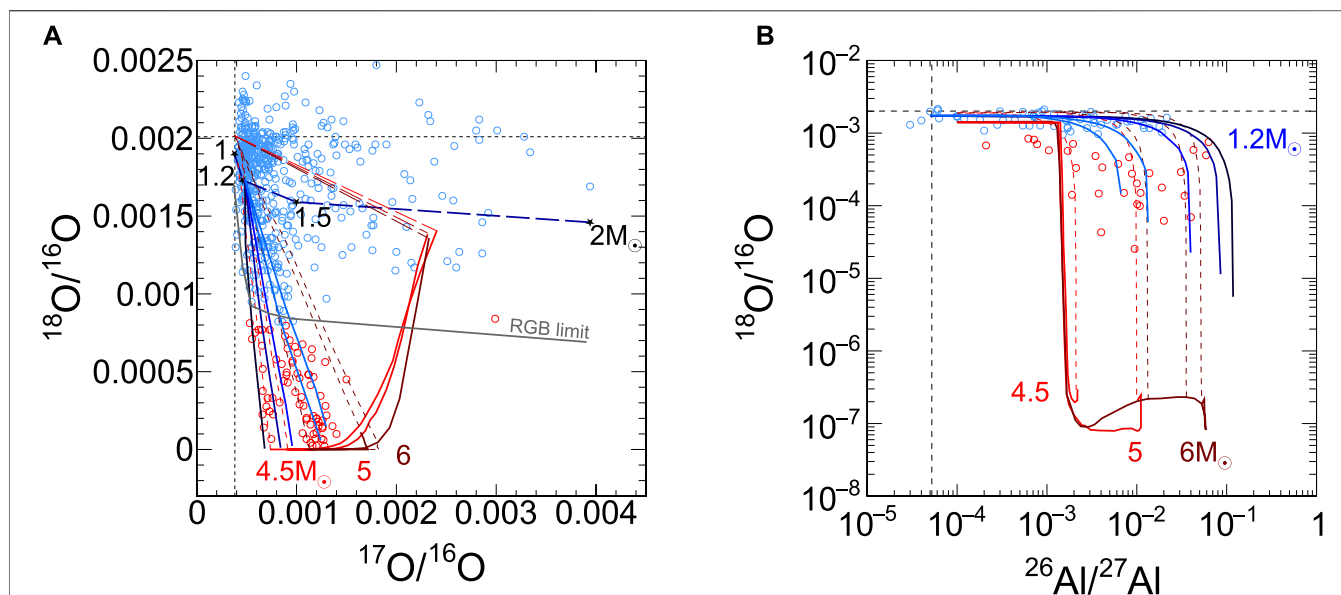 A
0.0025
0.002
0.0015
0.001
0.0005
0
¹⁸O/¹⁶O
1
1.2
1.5
2M☉
RGB limit
4.5M☉
5
6
0 0.001 0.002 0.003 0.004
¹⁷O/¹⁶O
B
10⁻²
10⁻³
10⁻⁴
10⁻⁵
10⁻⁶
10⁻⁷
10⁻⁸
¹⁸O/¹⁶O
1.2M☉
4.5
5
6M☉
10⁻⁵ 10⁻⁴ 10⁻³ 10⁻² 10⁻¹ 1
²⁶Al/²⁷Al